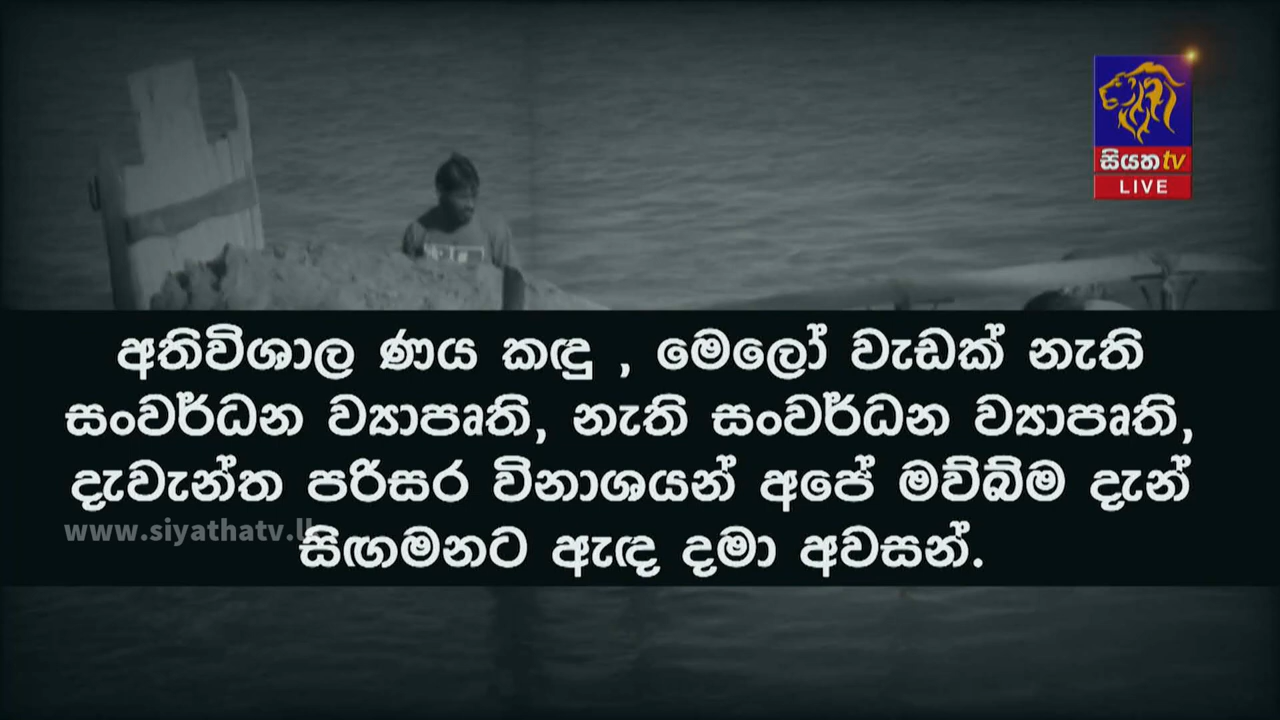 සියත tv
LIVE
අතිවිශාල ණය කඳු , මෙලෝ වැඩක් නැති
සංවර්ධන ව්‍යාපෘති, නැති සංවර්ධන ව්‍යාපෘති,
දැවැන්ත පරිසර විනාශයන් අපේ මව්බිම දැන්
www.siyathatv.l
සිඟමනට ඇඳ දමා අවසන්.